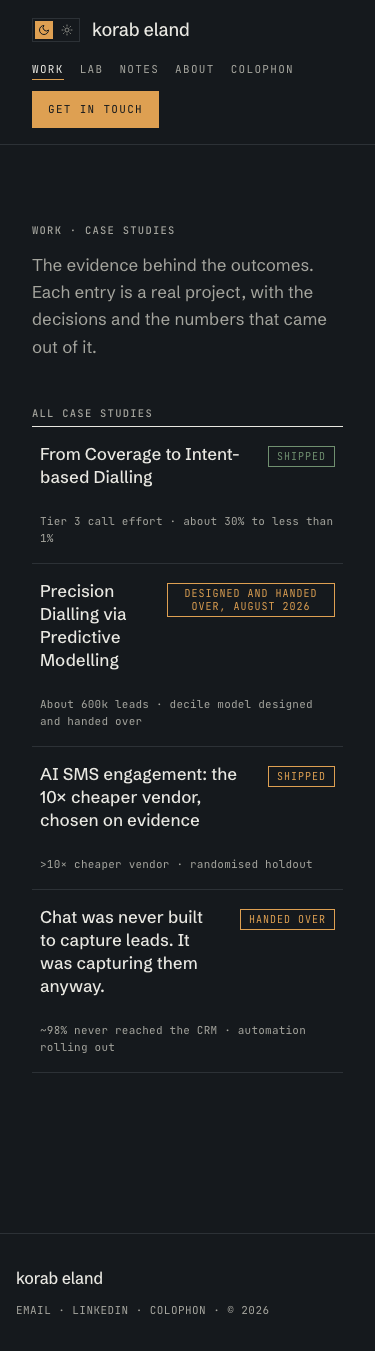 korab eland
WORK LAB NOTES ABOUT COLOPHON
GET IN TOUCH
WORK · CASE STUDIES
The evidence behind the outcomes.
Each entry is a real project, with the
decisions and the numbers that came
out of it.
ALL CASE STUDIES
From Coverage to Intent-
based Dialling
SHIPPED
Tier 3 call effort · about 30% to less than
1%
Precision
Dialling via
Predictive
Modelling
DESIGNED AND HANDED
OVER, AUGUST 2026
About 600k leads · decile model designed
and handed over
AI SMS engagement: the
10× cheaper vendor,
chosen on evidence
SHIPPED
>10× cheaper vendor · randomised holdout
Chat was never built
to capture leads. It
was capturing them
anyway.
HANDED OVER
~98% never reached the CRM · automation
rolling out
korab eland
EMAIL · LINKEDIN · COLOPHON · © 2026